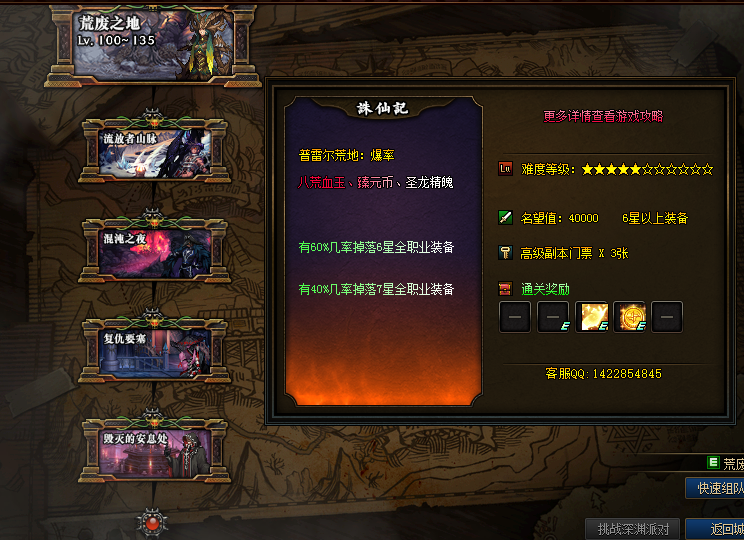 荒废之地
Lv. 100~135
流放者山脉
混沌之夜
复仇要塞
毁灭的安息处
誅仙記
普雷尔荒地：爆率
八荒血玉、臻元币、圣龙精魄
有60%几率掉落6星全职业装备
有40%几率掉落7星全职业装备
更多详情查看游戏攻略
Lv 难度等级：★★★★★☆☆☆☆☆☆
名望值：40000 6星以上装备
高级副本门票 X 3张
通关奖励
E E E
客服QQ:1422854845
E 荒废
快速组队
挑战深渊派对
返回城